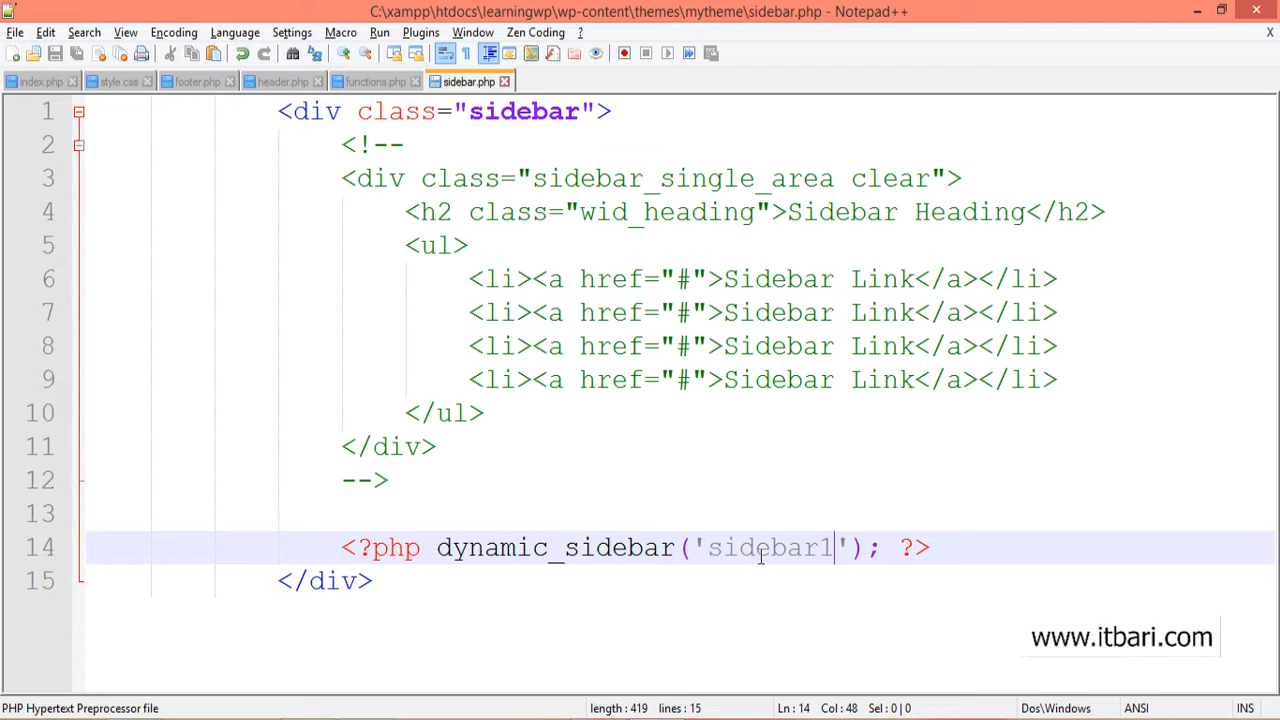 C:\xampp\htdocs\learningwp\wp-content\themes\mytheme\sidebar.php - Notepad++
File Edit Search View Encoding Language Settings Macro Run Plugins Window Zen Coding ? X
index.php style.css footer.php header.php functions.php sidebar.php
1 <div class="sidebar">
2 <!--
3 <div class="sidebar_single_area clear">
4 <h2 class="wid_heading">Sidebar Heading</h2>
5 <ul>
6 <li><a href="#">Sidebar Link</a></li>
7 <li><a href="#">Sidebar Link</a></li>
8 <li><a href="#">Sidebar Link</a></li>
9 <li><a href="#">Sidebar Link</a></li>
10 </ul>
11 </div>
12 -->
13
14 <?php dynamic_sidebar('sidebar1'); ?>
15 </div>
www.itbari.com
PHP Hypertext Preprocessor file length : 419 lines : 15 Ln : 14 Col : 48 Sel : 0 | 0 Dos\Windows ANSI INS